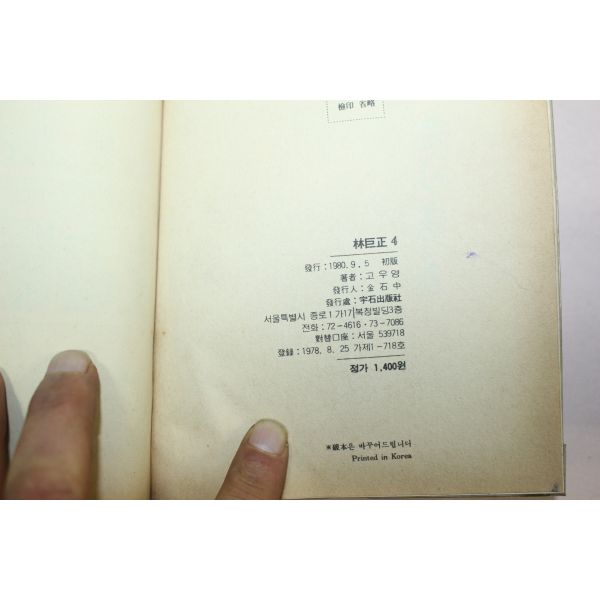 檢印 省略
林巨正 4
發行 : 1980. 9. 5 初版
著者 : 고우영
發行人 : 金石中
發行處 : 宇石出版社
서울특별시 종로1가17 복청빌딩3층
전화 : 72-4616 · 73-7086
對替口座 : 서울 539718
登録 : 1978. 8. 25 가제1-718호
정가 1,400원
※破本은 바꾸어드립니다
Printed in Korea